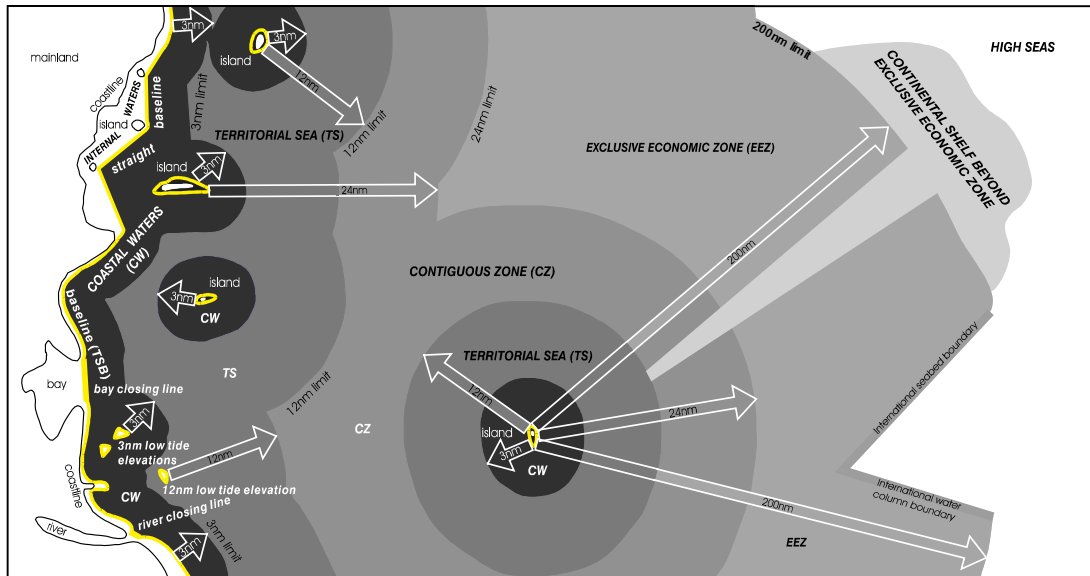 3nm
3nm
200nm limit
HIGH SEAS
mainland
island
coastline
12nm
CONTINENTAL SHELF BEYOND
EXCLUSIVE ECONOMIC ZONE
INTERNAL WATERS
baseline
3nm limit
24nm limit
island
TERRITORIAL SEA (TS)
12nm limit
EXCLUSIVE ECONOMIC ZONE (EEZ)
straight
island
3nm
24nm
COASTAL WATERS
(CW)
200nm
CONTIGUOUS ZONE (CZ)
island
3nm
CW
baseline (TSB)
TERRITORIAL SEA (TS)
TS
bay
bay closing line
12nm limit
12nm
24nm
International seabed boundary
3nm
CZ
island
3nm
3nm low tide
elevations
12nm
CW
coastline
CW
12nm low tide elevation
International water
column boundary
200nm
river closing line
river
3nm
3nm limit
EEZ